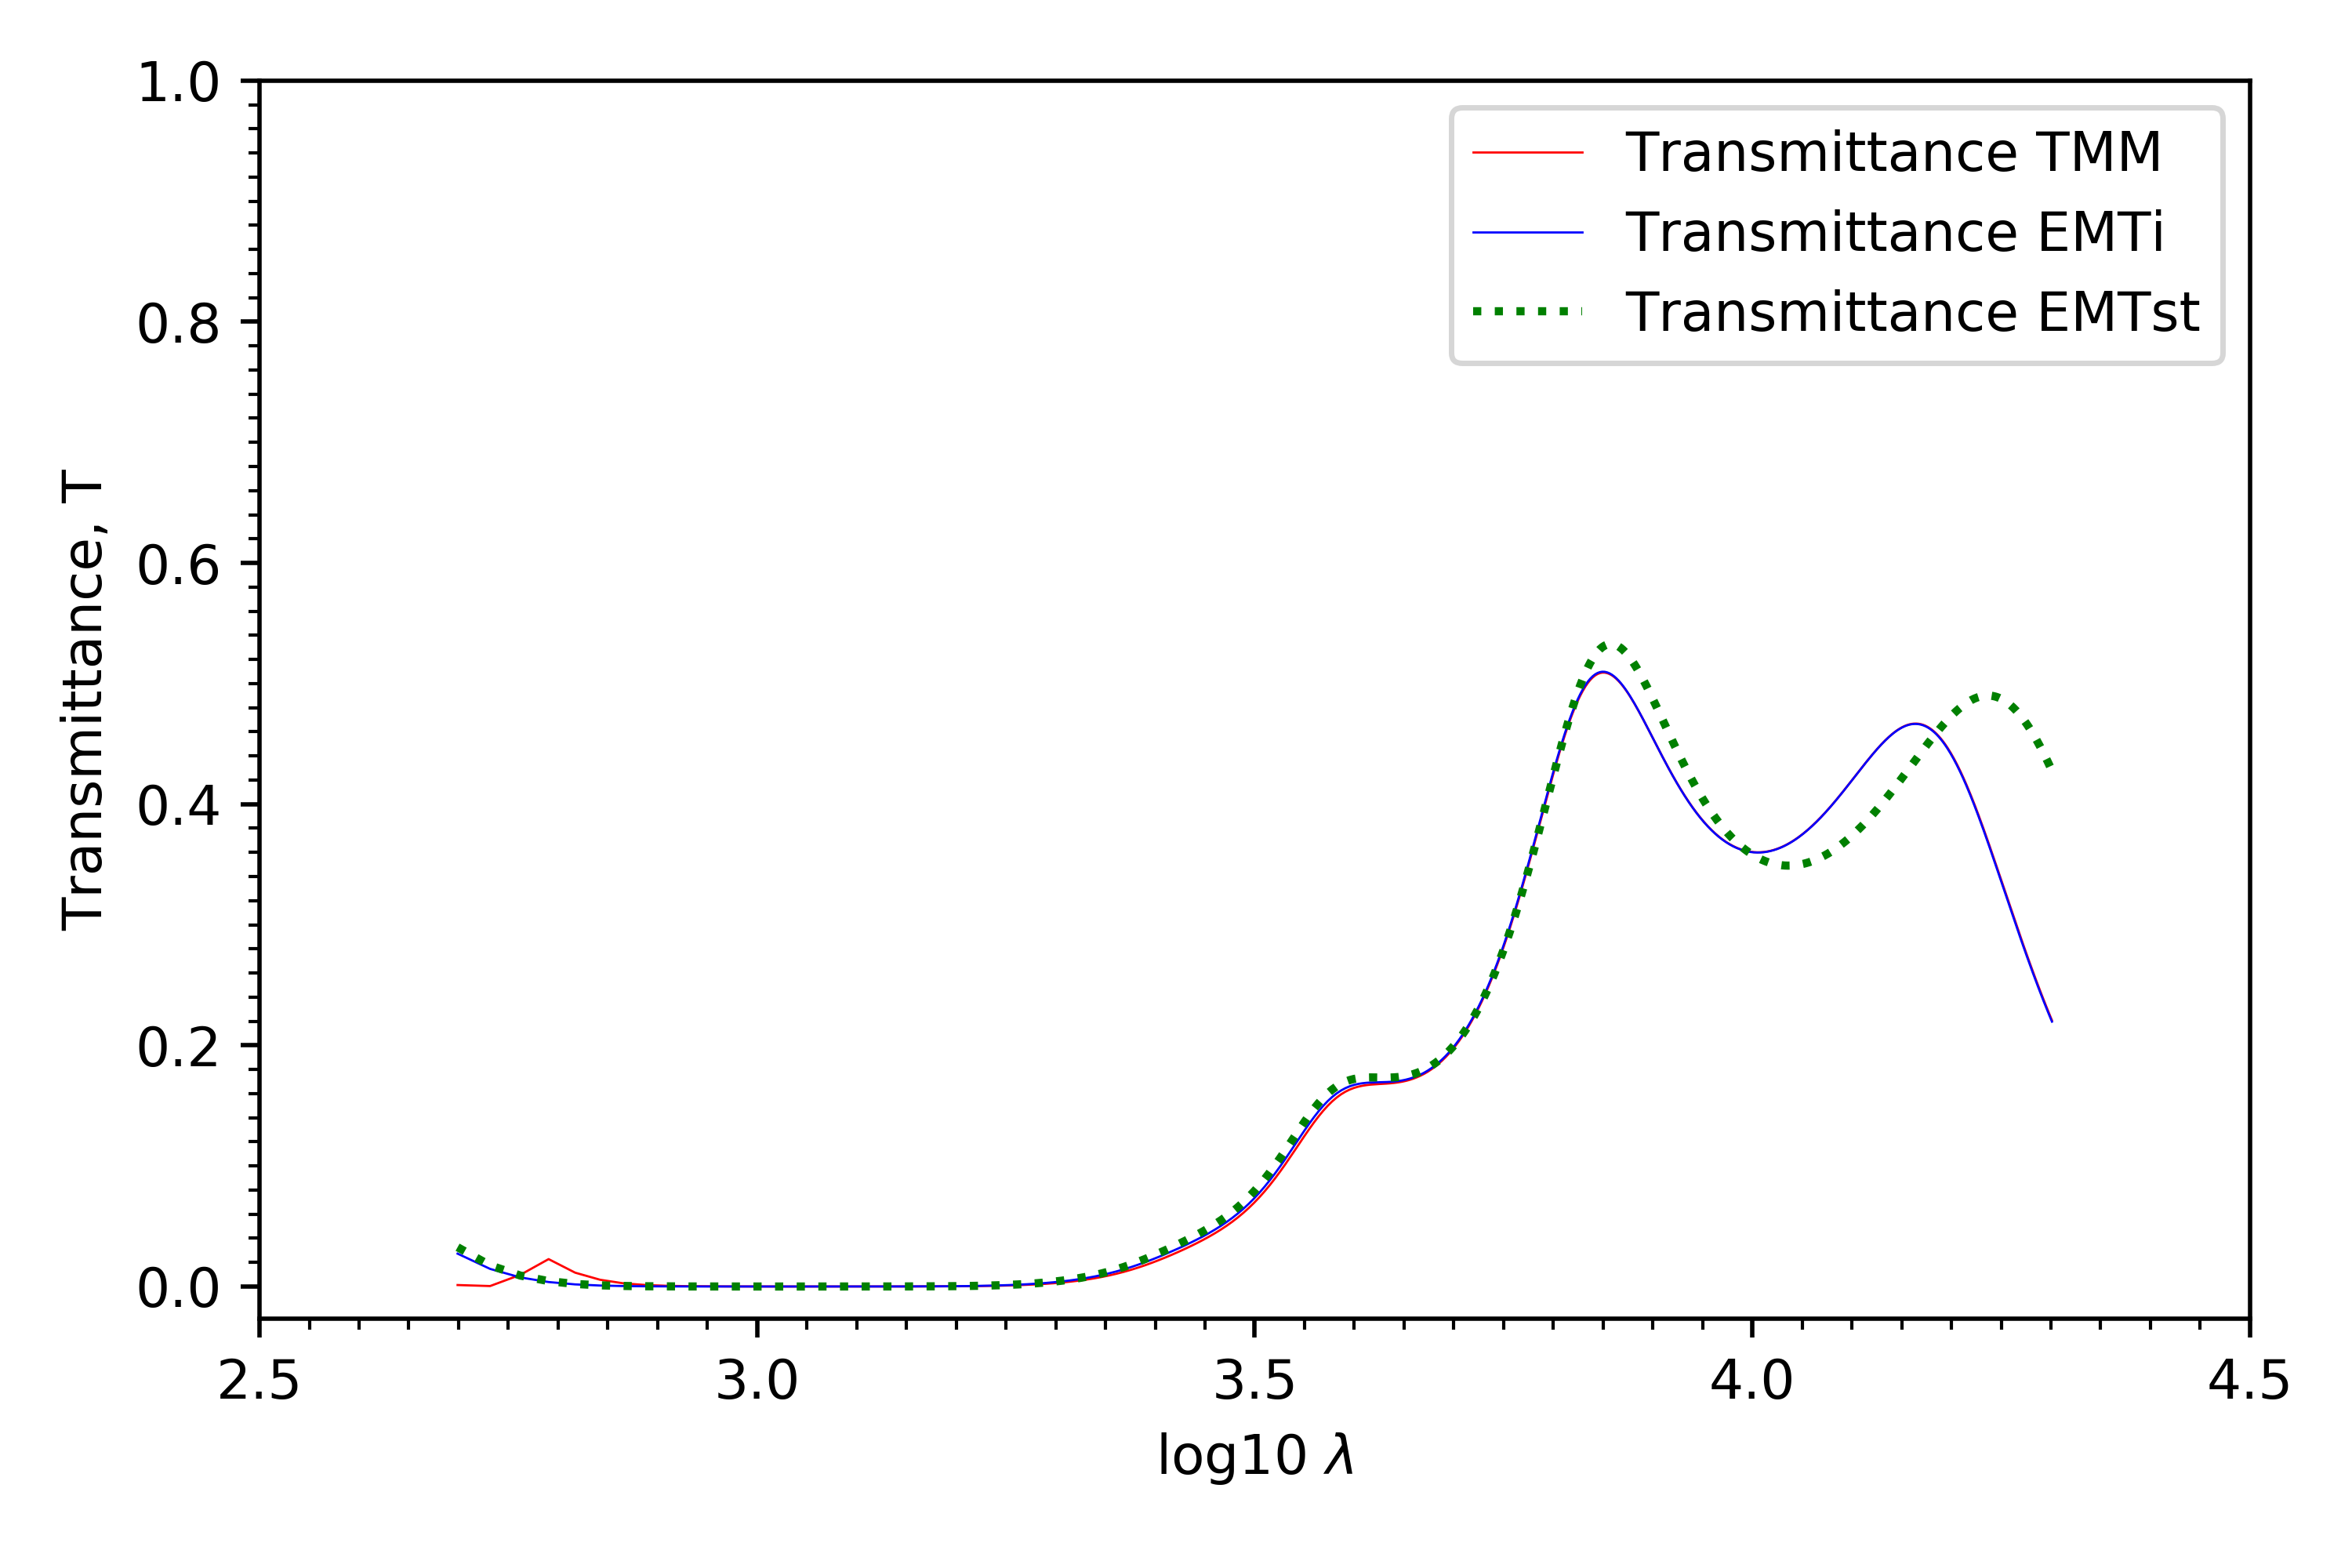 Transmittance, T
1.0
0.8
0.6
0.4
0.2
0.0
Transmittance TMM
Transmittance EMTi
Transmittance EMTst
2.5 3.0 3.5 4.0 4.5
log10 λ